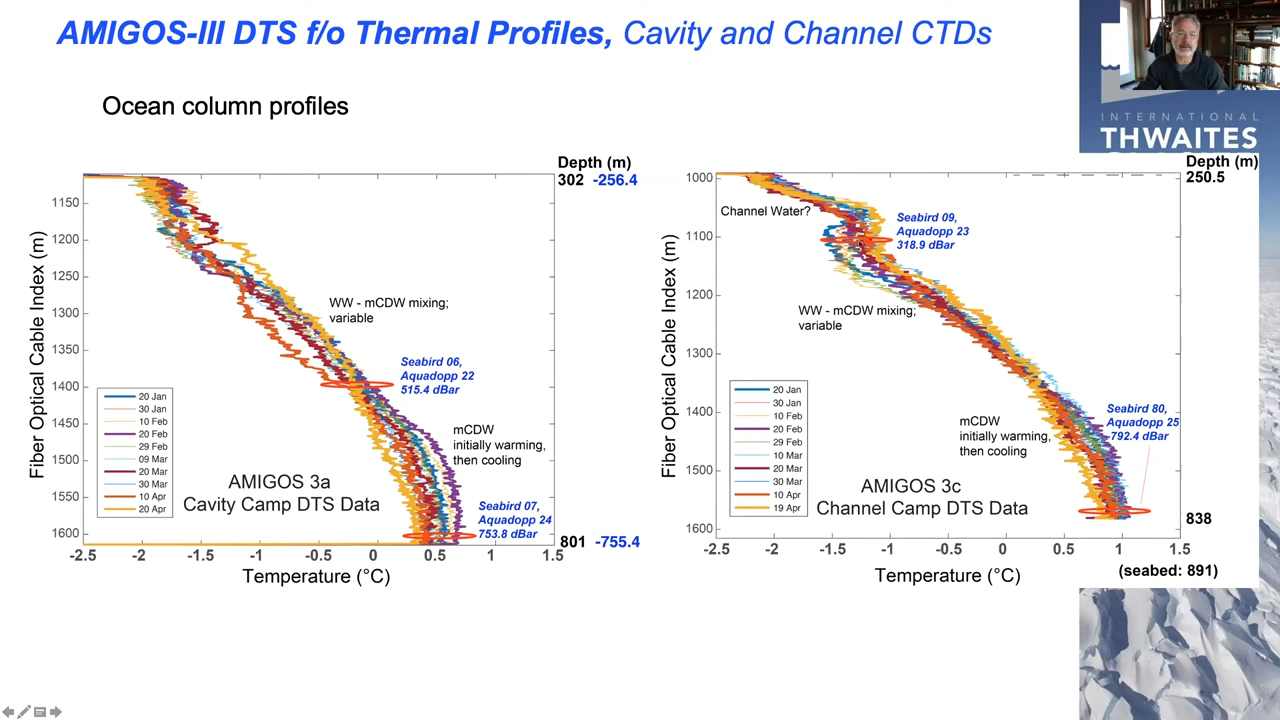 AMIGOS-III DTS f/o Thermal Profiles, Cavity and Channel CTDs
Ocean column profiles
INTERNATIONAL
THWAITES
Depth (m)
302 -256.4
1150
1200
1250
1300
1350
1400
1450
1500
1550
1600
Fiber Optical Cable Index (m)
WW - mCDW mixing;
variable
Seabird 06,
Aquadopp 22
515.4 dBar
mCDW
initially warming,
then cooling
20 Jan
30 Jan
10 Feb
20 Feb
29 Feb
09 Mar
20 Mar
30 Mar
10 Apr
20 Apr
AMIGOS 3a
Cavity Camp DTS Data
Seabird 07,
Aquadopp 24
753.8 dBar
801 -755.4
-2.5 -2 -1.5 -1 -0.5 0 0.5 1 1.5
Temperature (°C)
Depth (m)
250.5
1000
1100
1200
1300
1400
1500
1600
Fiber Optical Cable Index (m)
Channel Water?
Seabird 09,
Aquadopp 23
318.9 dBar
WW - mCDW mixing;
variable
Seabird 80,
Aquadopp 25
792.4 dBar
mCDW
initially warming,
then cooling
20 Jan
30 Jan
10 Feb
20 Feb
29 Feb
10 Mar
20 Mar
30 Mar
10 Apr
19 Apr
AMIGOS 3c
Channel Camp DTS Data
838
-2.5 -2 -1.5 -1 -0.5 0 0.5 1 1.5
Temperature (°C)
(seabed: 891)